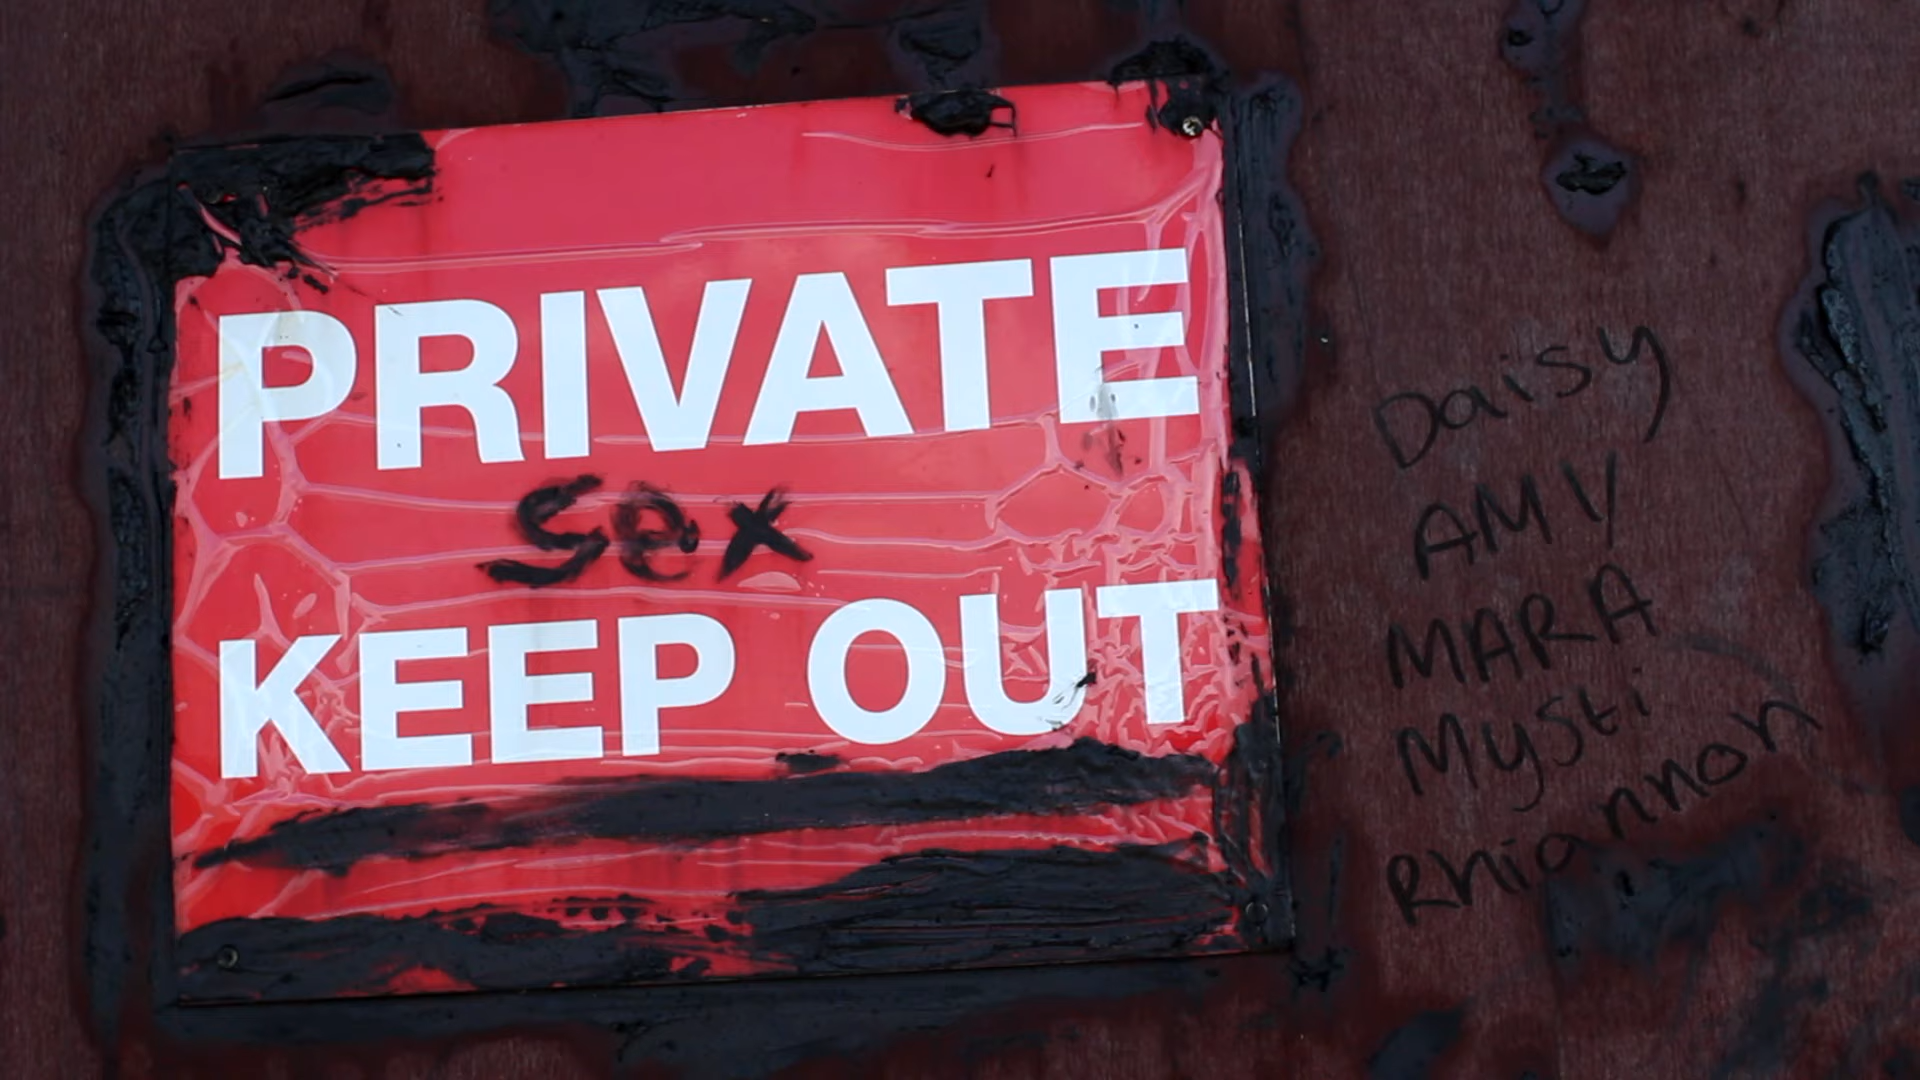 PRIVATE
sex
KEEP OUT
Daisy
AMY
MARA
Mysti
Rhiannon